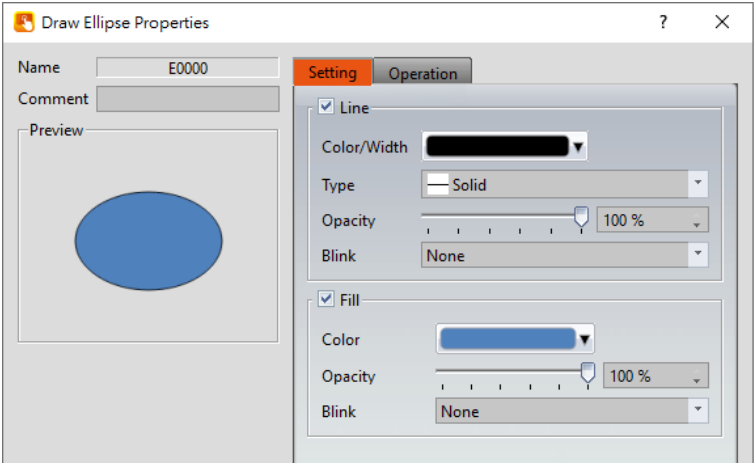 Draw Ellipse Properties ?
Name E0000
Comment
Preview
Setting Operation
Line
Color/Width
Type Solid
Opacity 100 %
Blink None
Fill
Color
Opacity 100 %
Blink None